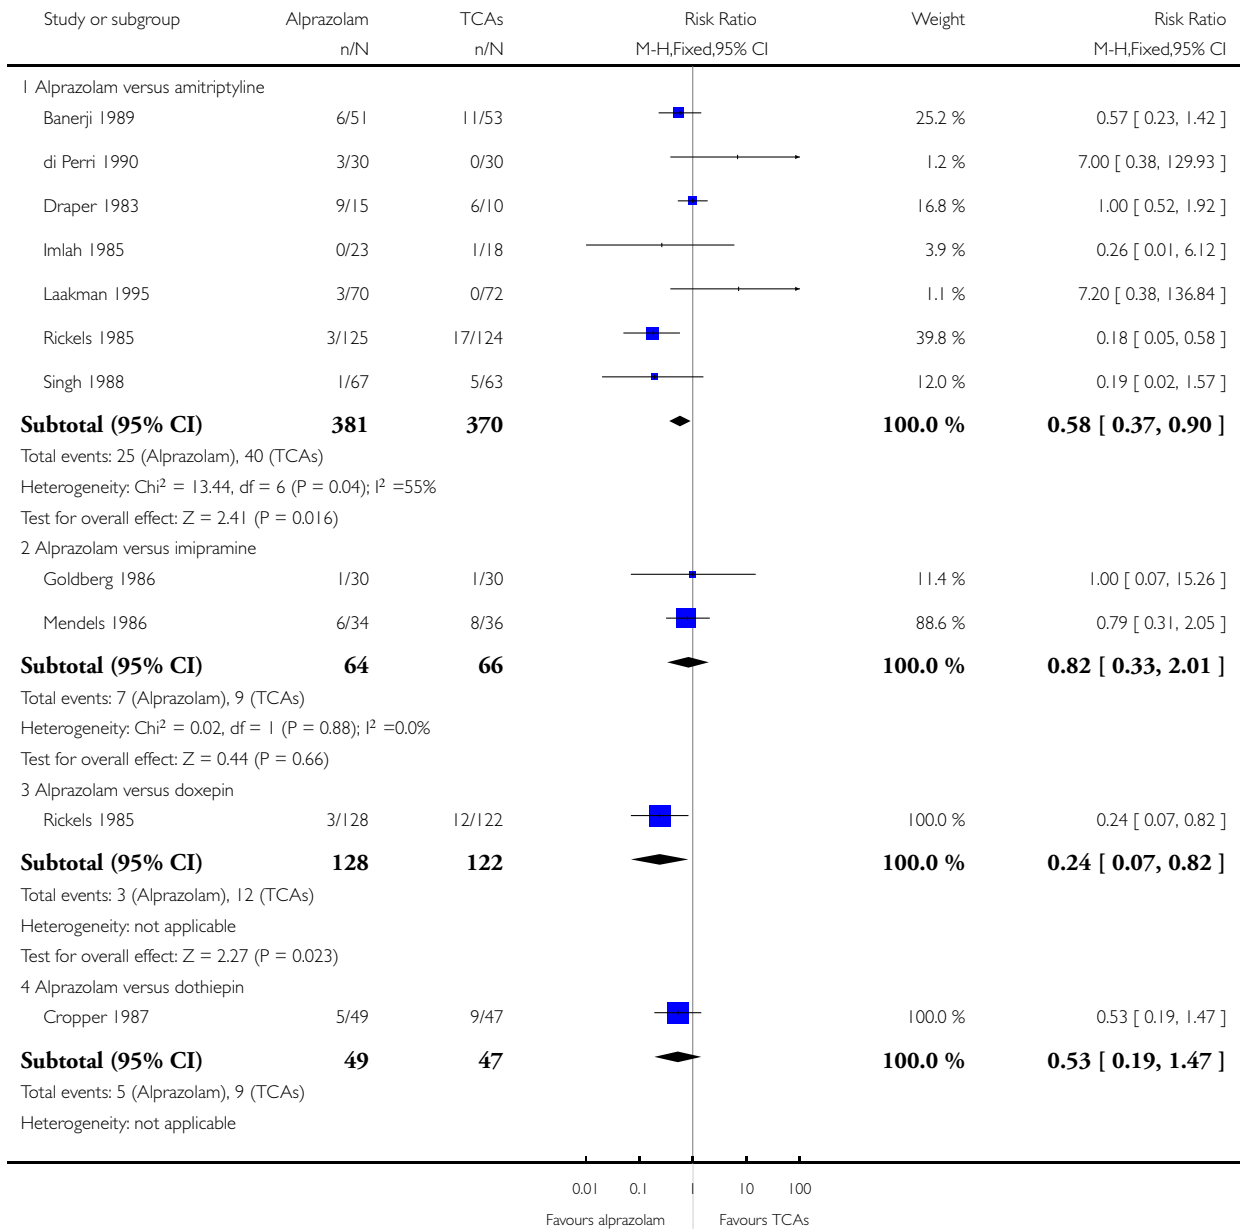 Study or subgroup Alprazolam TCAs Risk Ratio Weight Risk Ratio
n/N n/N M-H,Fixed,95% CI M-H,Fixed,95% CI
1 Alprazolam versus amitriptyline
Banerji 1989 6/51 11/53 25.2 % 0.57 [ 0.23, 1.42 ]
di Perri 1990 3/30 0/30 1.2 % 7.00 [ 0.38, 129.93 ]
Draper 1983 9/15 6/10 16.8 % 1.00 [ 0.52, 1.92 ]
Imlah 1985 0/23 1/18 3.9 % 0.26 [ 0.01, 6.12 ]
Laakman 1995 3/70 0/72 1.1 % 7.20 [ 0.38, 136.84 ]
Rickels 1985 3/125 17/124 39.8 % 0.18 [ 0.05, 0.58 ]
Singh 1988 1/67 5/63 12.0 % 0.19 [ 0.02, 1.57 ]
Subtotal (95% CI) 381 370 100.0 % 0.58 [ 0.37, 0.90 ]
Total events: 25 (Alprazolam), 40 (TCAs)
Heterogeneity: Chi² = 13.44, df = 6 (P = 0.04); I² =55%
Test for overall effect: Z = 2.41 (P = 0.016)
2 Alprazolam versus imipramine
Goldberg 1986 1/30 1/30 11.4 % 1.00 [ 0.07, 15.26 ]
Mendels 1986 6/34 8/36 88.6 % 0.79 [ 0.31, 2.05 ]
Subtotal (95% CI) 64 66 100.0 % 0.82 [ 0.33, 2.01 ]
Total events: 7 (Alprazolam), 9 (TCAs)
Heterogeneity: Chi² = 0.02, df = 1 (P = 0.88); I² =0.0%
Test for overall effect: Z = 0.44 (P = 0.66)
3 Alprazolam versus doxepin
Rickels 1985 3/128 12/122 100.0 % 0.24 [ 0.07, 0.82 ]
Subtotal (95% CI) 128 122 100.0 % 0.24 [ 0.07, 0.82 ]
Total events: 3 (Alprazolam), 12 (TCAs)
Heterogeneity: not applicable
Test for overall effect: Z = 2.27 (P = 0.023)
4 Alprazolam versus dothiepin
Cropper 1987 5/49 9/47 100.0 % 0.53 [ 0.19, 1.47 ]
Subtotal (95% CI) 49 47 100.0 % 0.53 [ 0.19, 1.47 ]
Total events: 5 (Alprazolam), 9 (TCAs)
Heterogeneity: not applicable
0.01 0.1 1 10 100
Favours alprazolam Favours TCAs